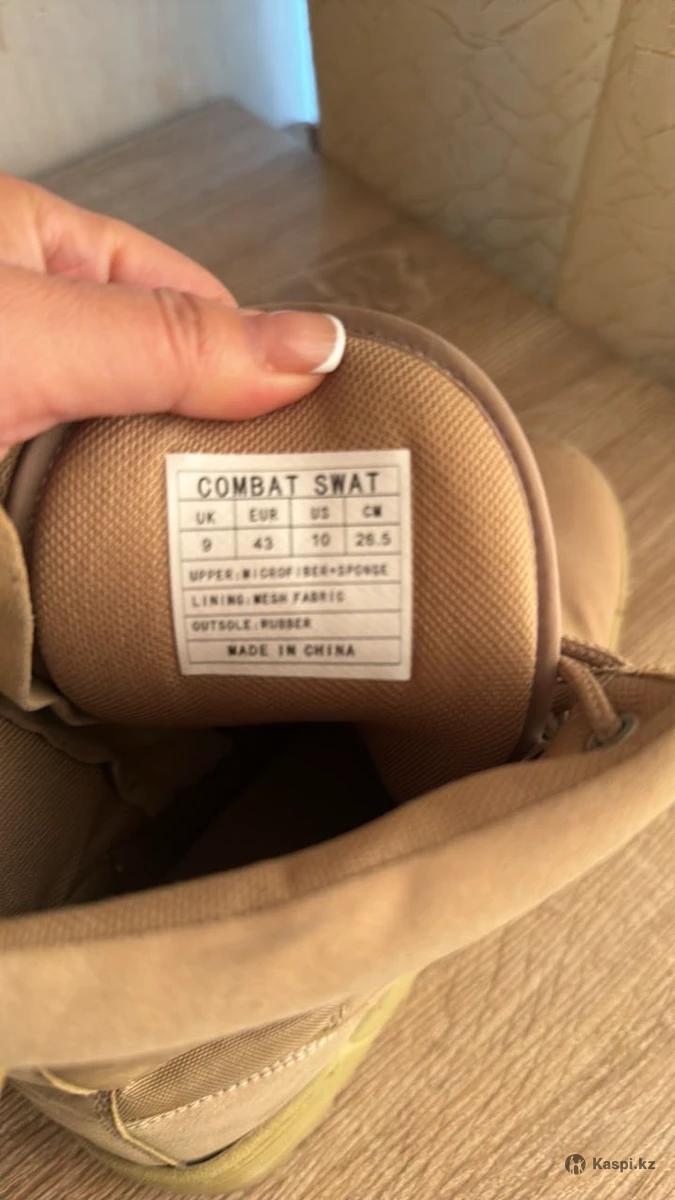 COMBAT SWAT
UK EUR US CM
9 43 10 26.5
UPPER:MICROFIBER+SPONGE
LINING:MESH FABRIC
OUTSOLE:RUBBER
MADE IN CHINA
Kaspi.kz